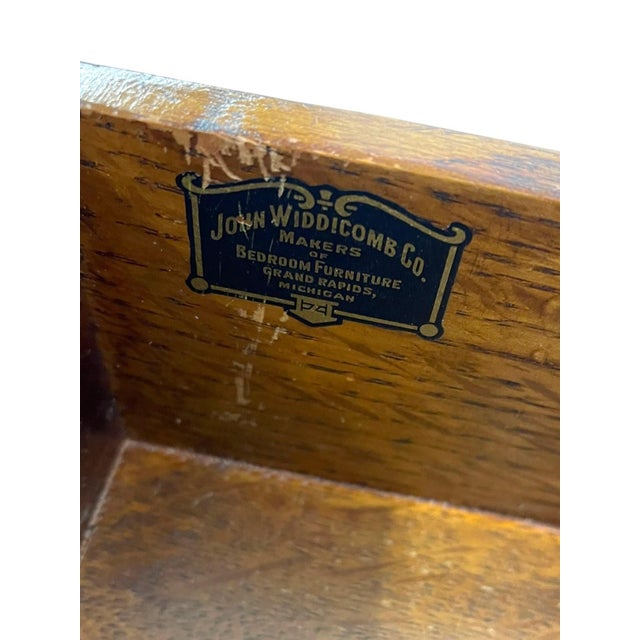 JOHN WIDDICOMB CO.
MAKERS
OF
BEDROOM FURNITURE
GRAND RAPIDS,
MICHIGAN